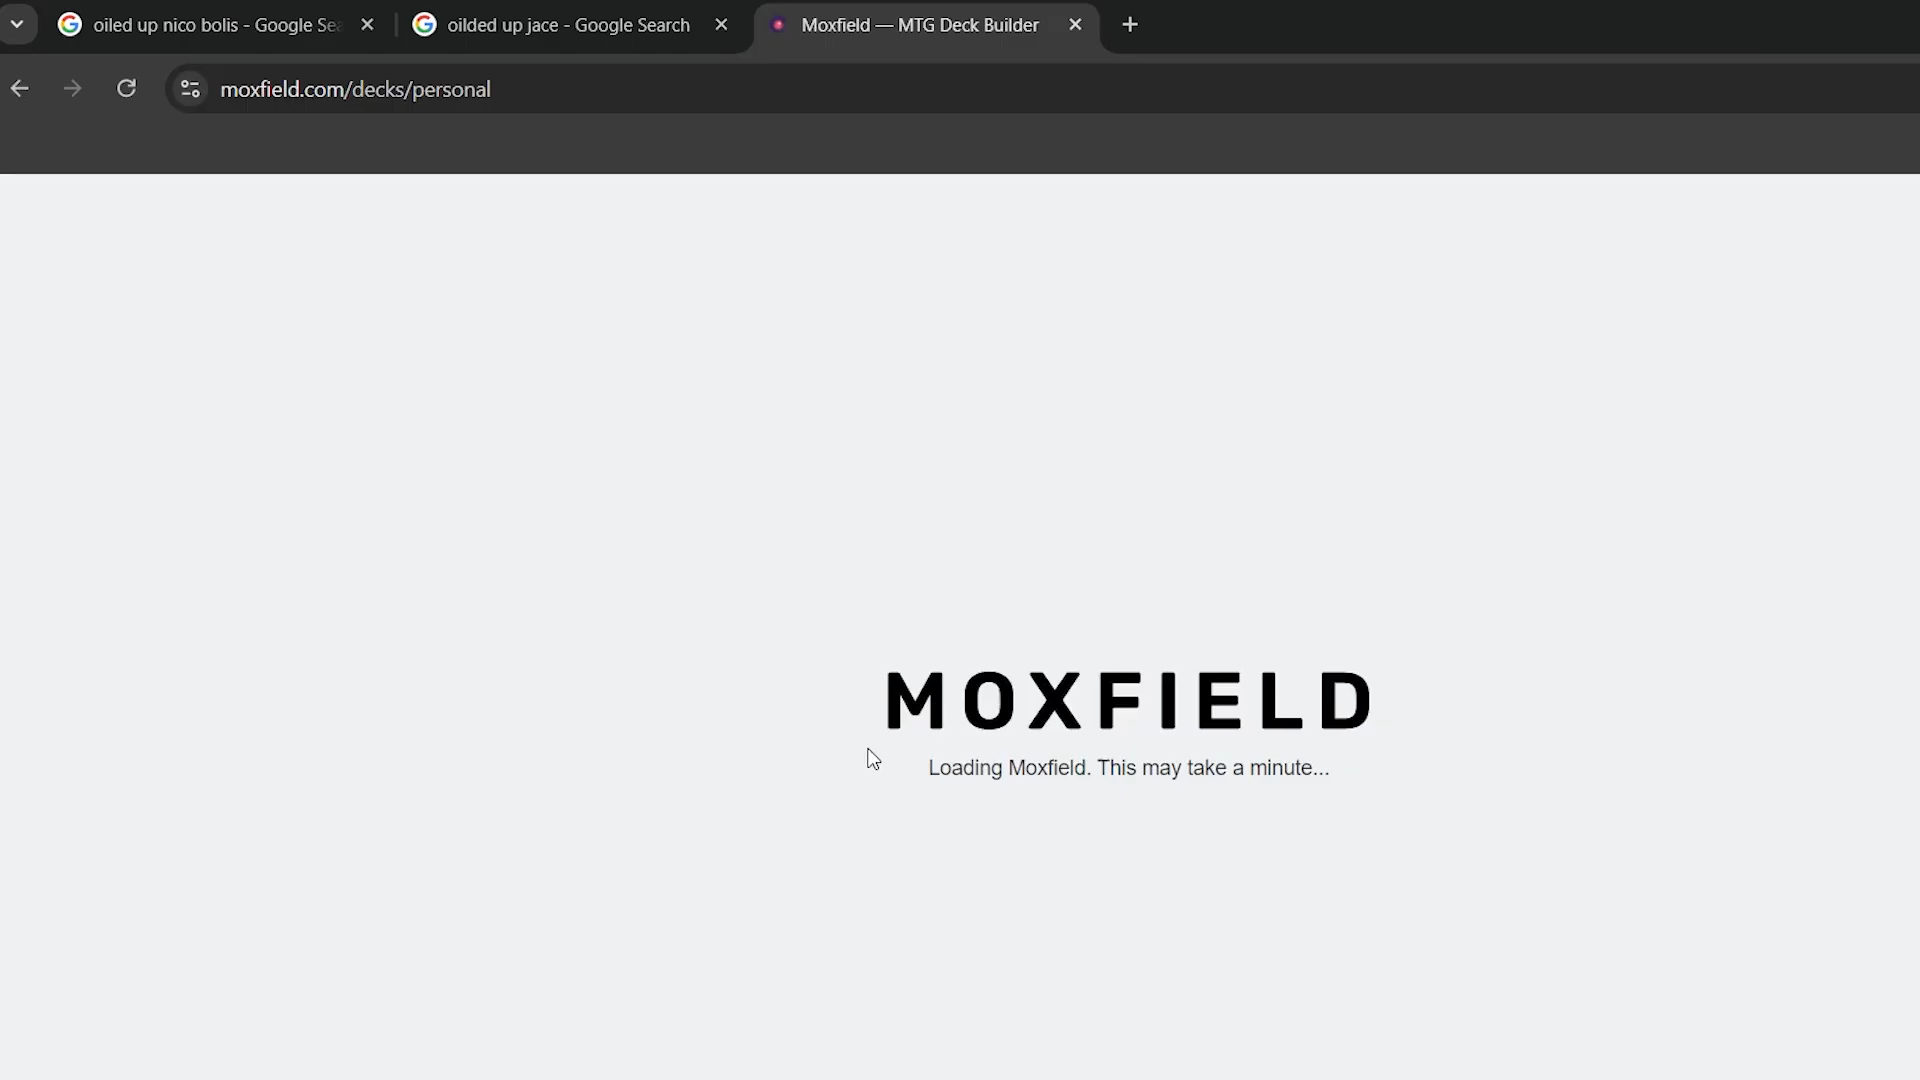 oiled up nico bolis - Google Sea
oilded up jace - Google Search
Moxfield — MTG Deck Builder
moxfield.com/decks/personal
MOXFIELD
Loading Moxfield. This may take a minute...